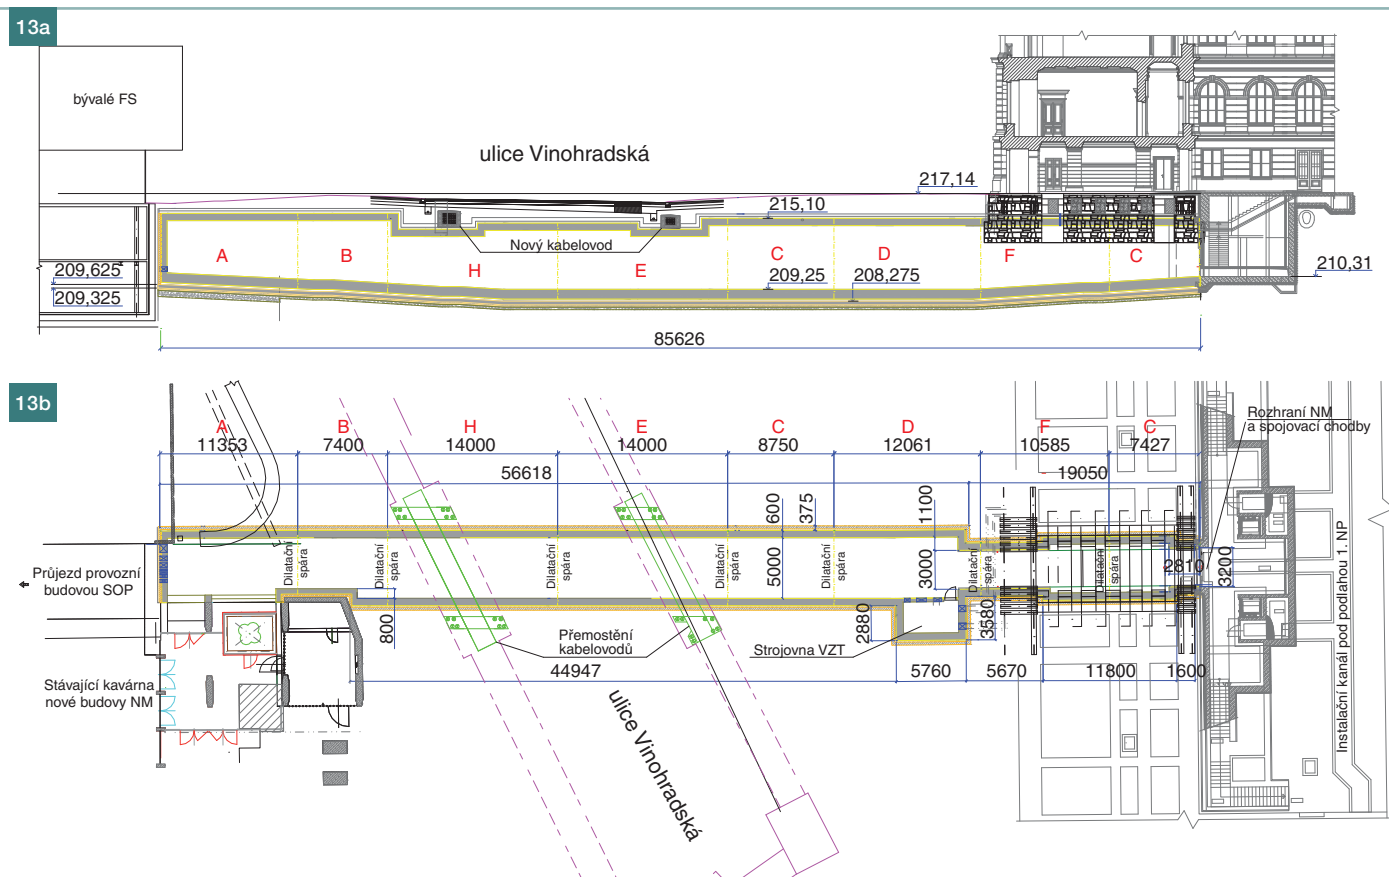 13a
bývalé FS
ulice Vinohradská
217,14
215,10
Nový kabelovod
A
B
H
E
C
D
F
C
209,625
209,325
209,25
208,275
210,31
85626
13b
A
B
H
E
C
D
F
C
11353
7400
14000
14000
8750
12061
10585
7427
Rozhraní NM
a spojovací chodby
56618
19050
600
375
1100
Dilatační
spára
Dilatační
spára
Dilatační
spára
Dilatační
spára
Dilatační
spára
Dilatační
spára
Dilatační
spára
5000
3000
2810
3200
Průjezd provozní
budovou SOP
800
2880
3580
Přemostění
kabelovodů
Strojovna VZT
44947
5760
5670
11800
1600
Stávající kavárna
nové budovy NM
ulice Vinohradská
Instalační kanál pod podlahou 1. NP